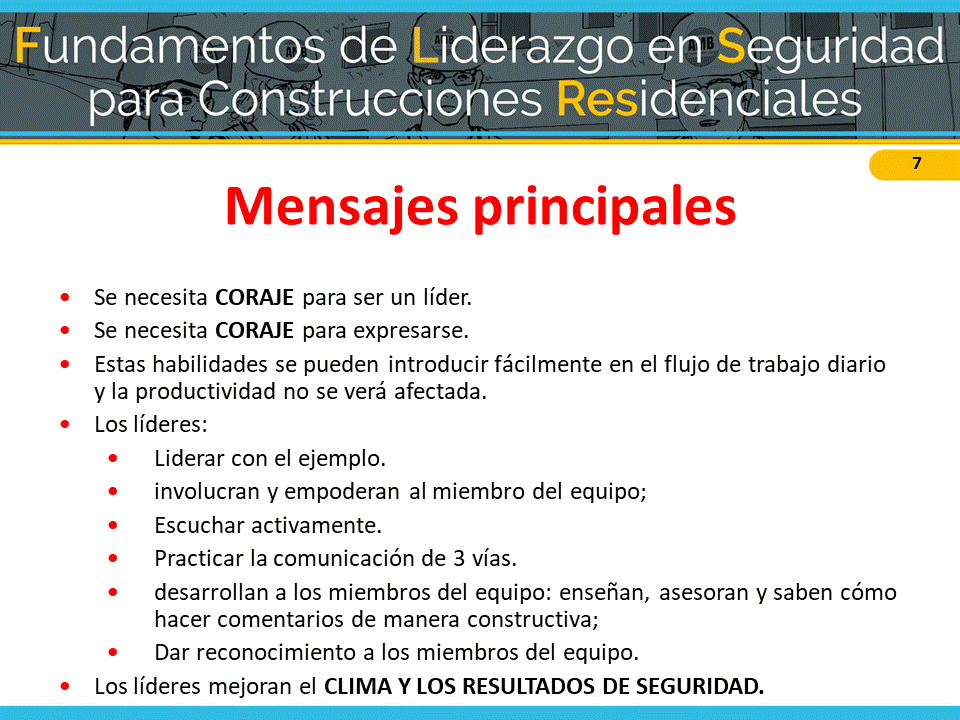 Fundamentos de Liderazgo en Seguridad
para Construcciones Residenciales
7
Mensajes principales
• Se necesita CORAJE para ser un líder.
• Se necesita CORAJE para expresarse.
• Estas habilidades se pueden introducir fácilmente en el flujo de trabajo diario
y la productividad no se verá afectada.
• Los líderes:
• Liderar con el ejemplo.
• involucran y empoderan al miembro del equipo;
• Escuchar activamente.
• Practicar la comunicación de 3 vías.
• desarrollan a los miembros del equipo: enseñan, asesoran y saben cómo
hacer comentarios de manera constructiva;
• Dar reconocimiento a los miembros del equipo.
• Los líderes mejoran el CLIMA Y LOS RESULTADOS DE SEGURIDAD.